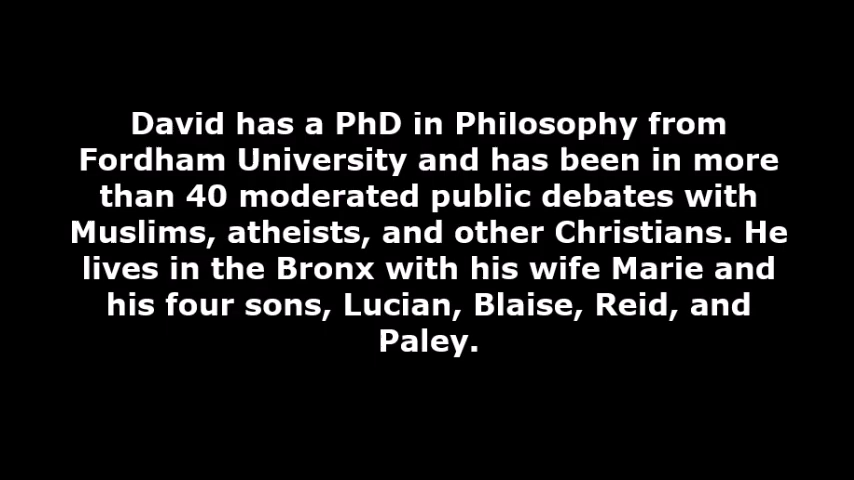 David has a PhD in Philosophy from
Fordham University and has been in more
than 40 moderated public debates with
Muslims, atheists, and other Christians. He
lives in the Bronx with his wife Marie and
his four sons, Lucian, Blaise, Reid, and
Paley.